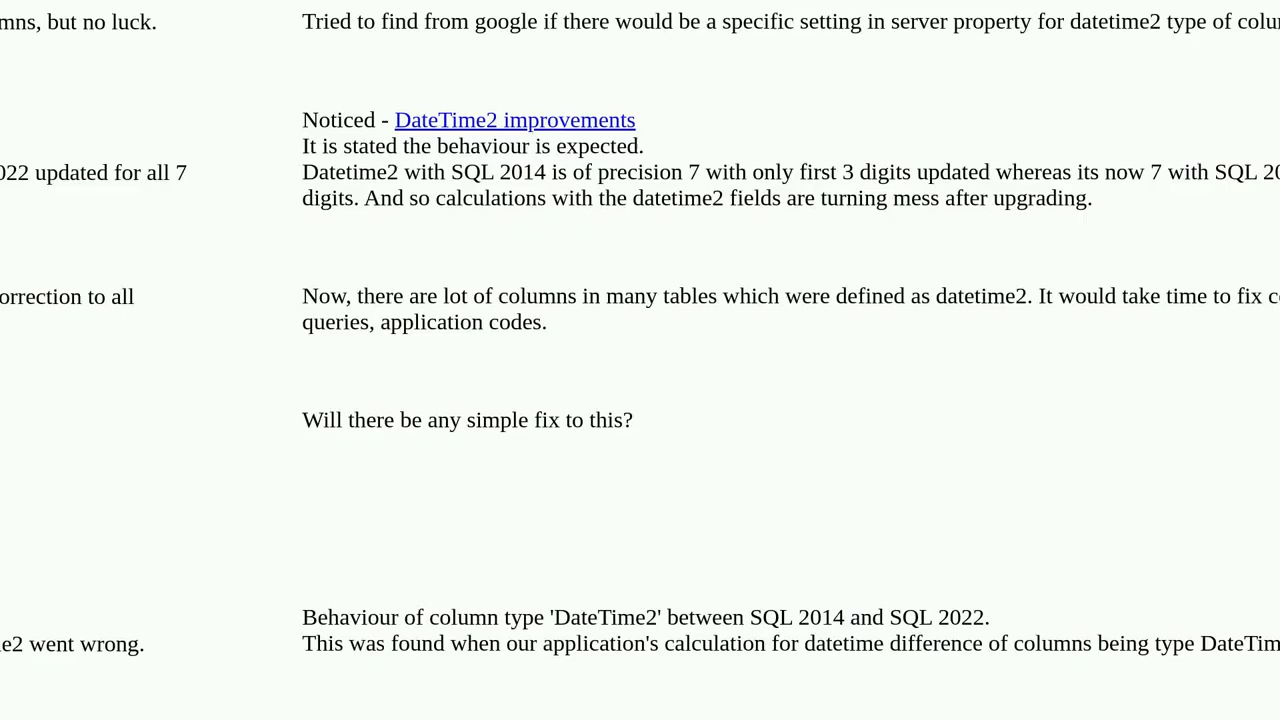 mns, but no luck.
022 updated for all 7
orrection to all
e2 went wrong.
Tried to find from google if there would be a specific setting in server property for datetime2 type of colu
Noticed - DateTime2 improvements
It is stated the behaviour is expected.
Datetime2 with SQL 2014 is of precision 7 with only first 3 digits updated whereas its now 7 with SQL 20
digits. And so calculations with the datetime2 fields are turning mess after upgrading.
Now, there are lot of columns in many tables which were defined as datetime2. It would take time to fix c
queries, application codes.
Will there be any simple fix to this?
Behaviour of column type 'DateTime2' between SQL 2014 and SQL 2022.
This was found when our application's calculation for datetime difference of columns being type DateTim